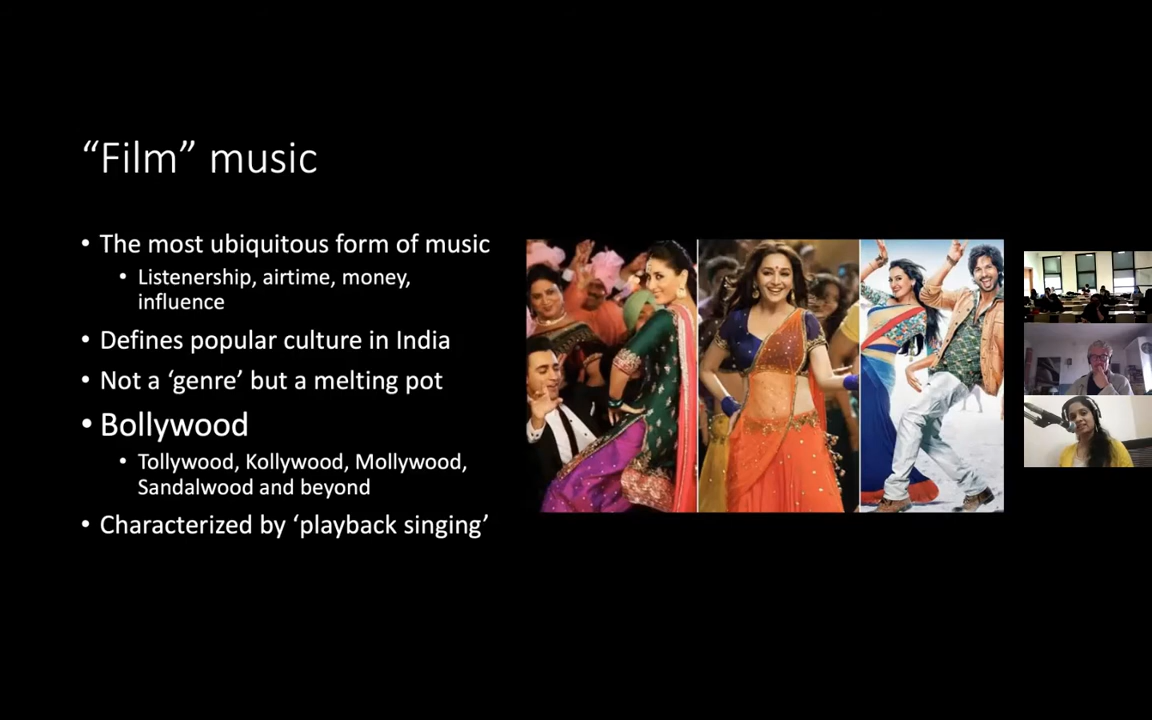 “Film” music
• The most ubiquitous form of music
• Listenership, airtime, money,
influence
• Defines popular culture in India
• Not a ‘genre’ but a melting pot
• Bollywood
• Tollywood, Kollywood, Mollywood,
Sandalwood and beyond
• Characterized by ‘playback singing’